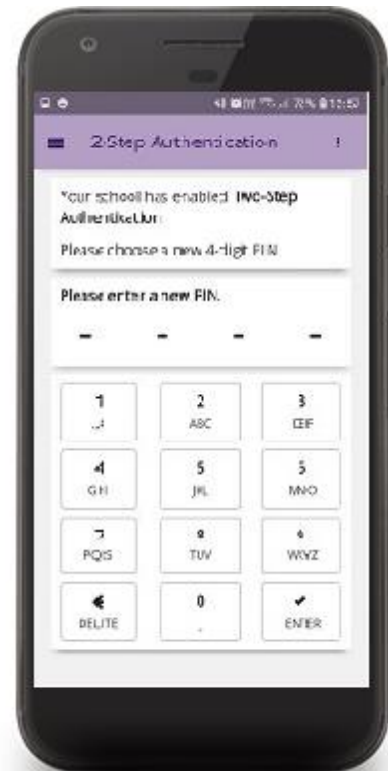 2-Step Authentication
Your school has enabled Two-Step
Authentication
Please choose a new 4-digit PIN
Please enter a new PIN.
1 2 3
ABC DEF
4 5 6
GHI JKL MNO
7 8 9
PQRS TUV WXYZ
0
DELETE ENTER